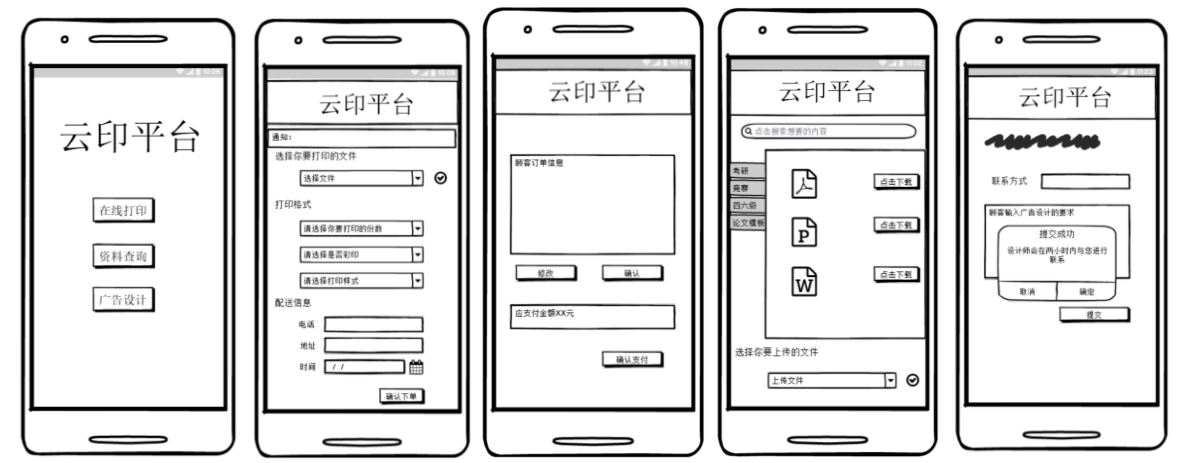 10:06
云印平台
在线打印
资料查询
广告设计
10:08
云印平台
通知：
选择你要打印的文件
选择文件
打印格式
请选择你要打印的份数
请选择是否彩印
请选择打印样式
配送信息
电话
地址
时间 / /
确认下单
10:48
云印平台
顾客订单信息
修改 确认
应支付金额XX元
确认支付
11:02
云印平台
点击搜索想要的内容
考研
竞赛
四六级
论文模板
点击下载
P 点击下载
W 点击下载
选择你要上传的文件
上传文件
云印平台
联系方式
顾客输入广告设计的要求
提交成功
设计师会在两小时内与您进行
联系
取消 确定
提交